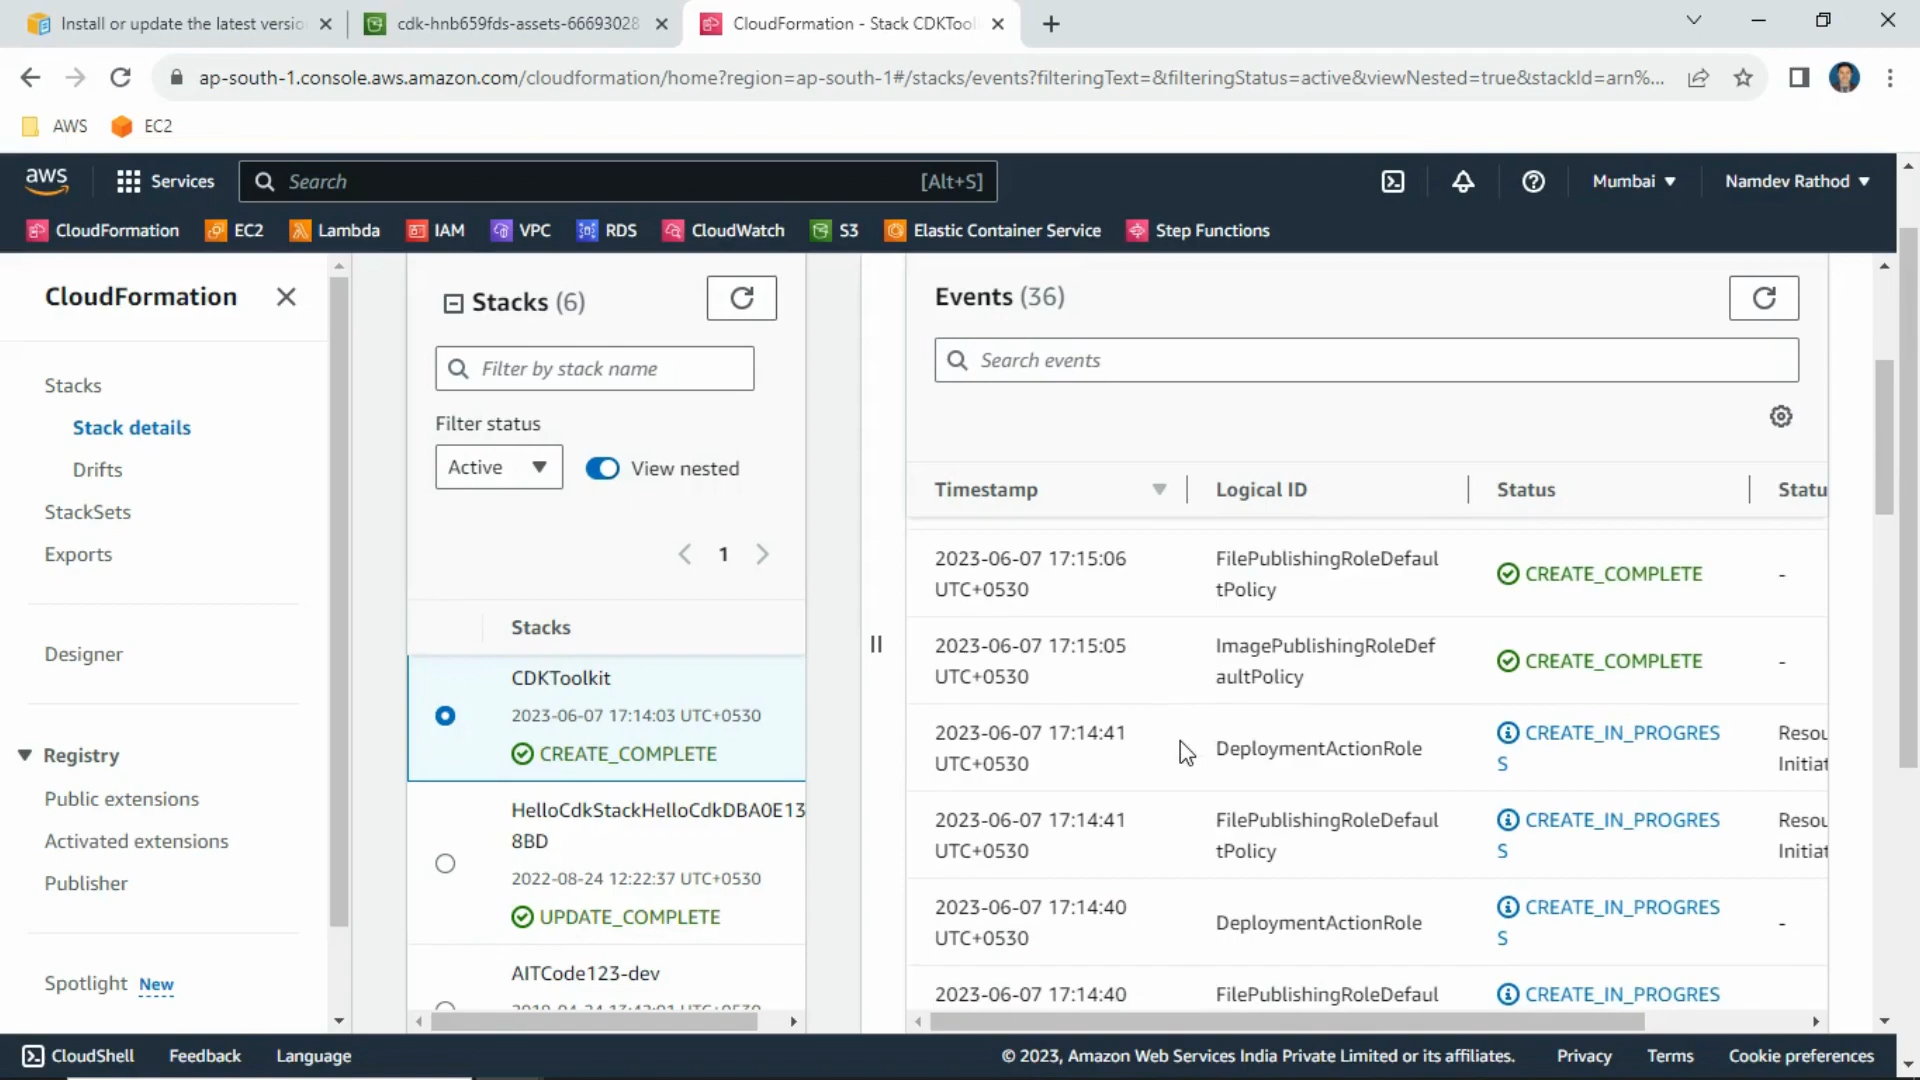 Install or update the latest versio
cdk-hnb659fds-assets-66693028
CloudFormation - Stack CDKTool
ap-south-1.console.aws.amazon.com/cloudformation/home?region=ap-south-1#/stacks/events?filteringText=&filteringStatus=active&viewNested=true&stackId=arn%...
AWS
EC2
aws
Services
Search
[Alt+S]
Mumbai
Namdev Rathod
CloudFormation
EC2
Lambda
IAM
VPC
RDS
CloudWatch
S3
Elastic Container Service
Step Functions
CloudFormation
Stacks
Stack details
Drifts
StackSets
Exports
Designer
Registry
Public extensions
Activated extensions
Publisher
Spotlight New
Stacks (6)
Filter by stack name
Filter status
Active
View nested
1
Stacks
CDKToolkit
2023-06-07 17:14:03 UTC+0530
CREATE_COMPLETE
HelloCdkStackHelloCdkDBA0E13
8BD
2022-08-24 12:22:37 UTC+0530
UPDATE_COMPLETE
AITCode123-dev
Events (36)
Search events
Timestamp
Logical ID
Status
Statu
2023-06-07 17:15:06
UTC+0530
FilePublishingRoleDefaul
tPolicy
CREATE_COMPLETE
-
2023-06-07 17:15:05
UTC+0530
ImagePublishingRoleDef
aultPolicy
CREATE_COMPLETE
-
2023-06-07 17:14:41
UTC+0530
DeploymentActionRole
CREATE_IN_PROGRES
S
Resou
Initiat
2023-06-07 17:14:41
UTC+0530
FilePublishingRoleDefaul
tPolicy
CREATE_IN_PROGRES
S
Resou
Initiat
2023-06-07 17:14:40
UTC+0530
DeploymentActionRole
CREATE_IN_PROGRES
S
-
2023-06-07 17:14:40
FilePublishingRoleDefaul
CREATE_IN_PROGRES
CloudShell
Feedback
Language
© 2023, Amazon Web Services India Private Limited or its affiliates.
Privacy
Terms
Cookie preferences